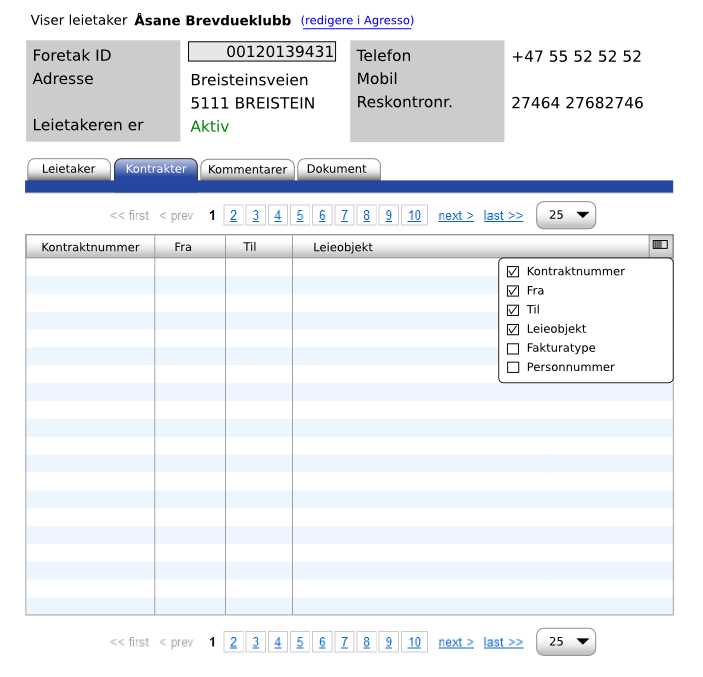 Viser leietaker Åsane Brevdueklubb (redigere i Agresso)
Foretak ID 00120139431 Telefon +47 55 52 52 52
Adresse Breisteinsveien Mobil
5111 BREISTEIN Reskontronr. 27464 27682746
Leietakeren er Aktiv
Leietaker Kontrakter Kommentarer Dokument
<< first < prev 1 2 3 4 5 6 7 8 9 10 next > last >> 25
Kontraktnummer Fra Til Leieobjekt
Kontraktnummer
Fra
Til
Leieobjekt
Fakturatype
Personnummer
<< first < prev 1 2 3 4 5 6 7 8 9 10 next > last >> 25